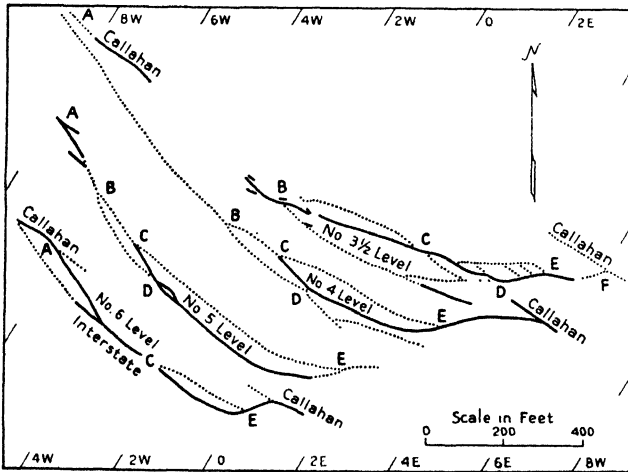 A / 8W / 6W / 4W / 0 / 2E
Callahan
N
A
B
B
Callahan
Callahan
C
C
C
E
A
No 3½ Level
D
F
D
D
No 5 Level
No 4 Level
E
Callahan
No. 6 Level
Interstate
C
E
Callahan
E
Scale in Feet
0 200 400
/ 4W / 2W / 0 / 2E / 4E / 6E / 8W